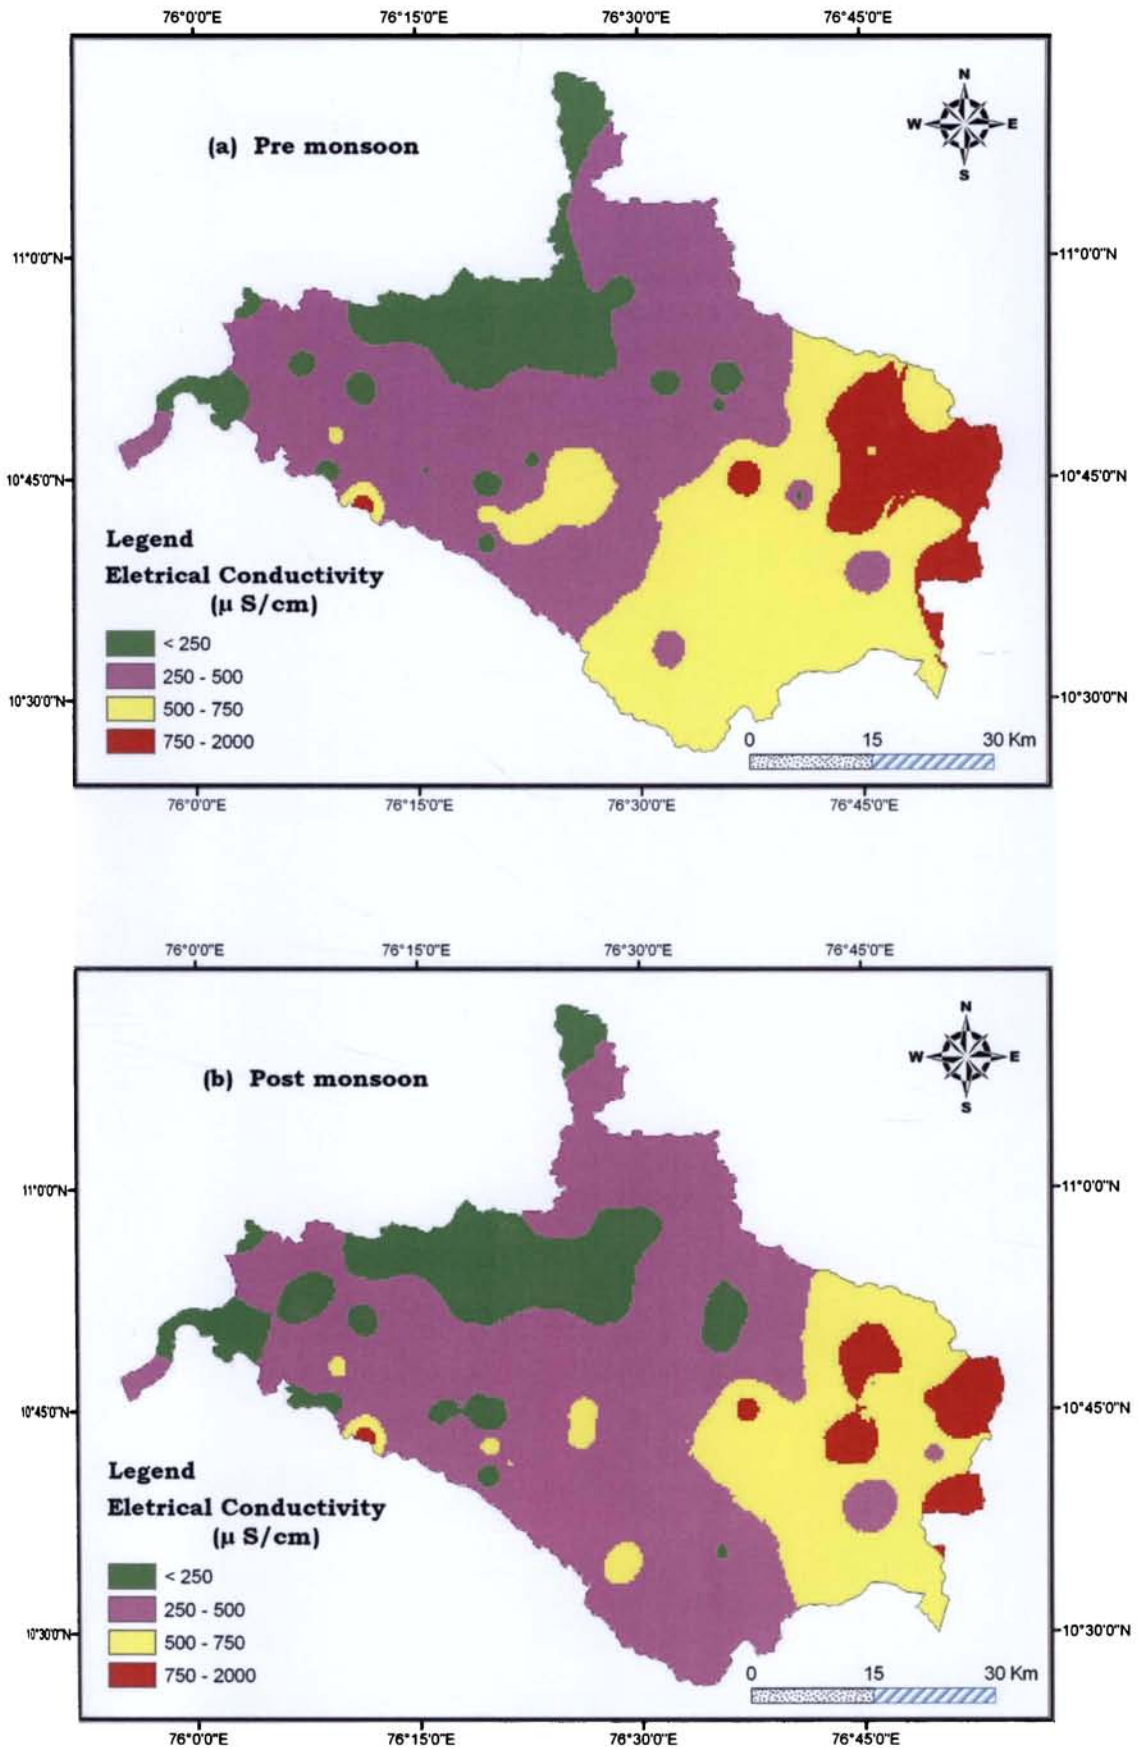 76°0'0"E 76°15'0"E 76°30'0"E 76°45'0"E
N
W E
S
(a) Pre monsoon
11°0'0"N 11°0'0"N
10°45'0"N 10°45'0"N
Legend
Eletrical Conductivity
(µ S/cm)
< 250
250 - 500
500 - 750
750 - 2000
10°30'0"N 10°30'0"N
0 15 30 Km
76°0'0"E 76°15'0"E 76°30'0"E 76°45'0"E
76°0'0"E 76°15'0"E 76°30'0"E 76°45'0"E
N
W E
S
(b) Post monsoon
11°0'0"N 11°0'0"N
10°45'0"N 10°45'0"N
Legend
Eletrical Conductivity
(µ S/cm)
< 250
250 - 500
500 - 750
750 - 2000
10°30'0"N 10°30'0"N
0 15 30 Km
76°0'0"E 76°15'0"E 76°30'0"E 76°45'0"E